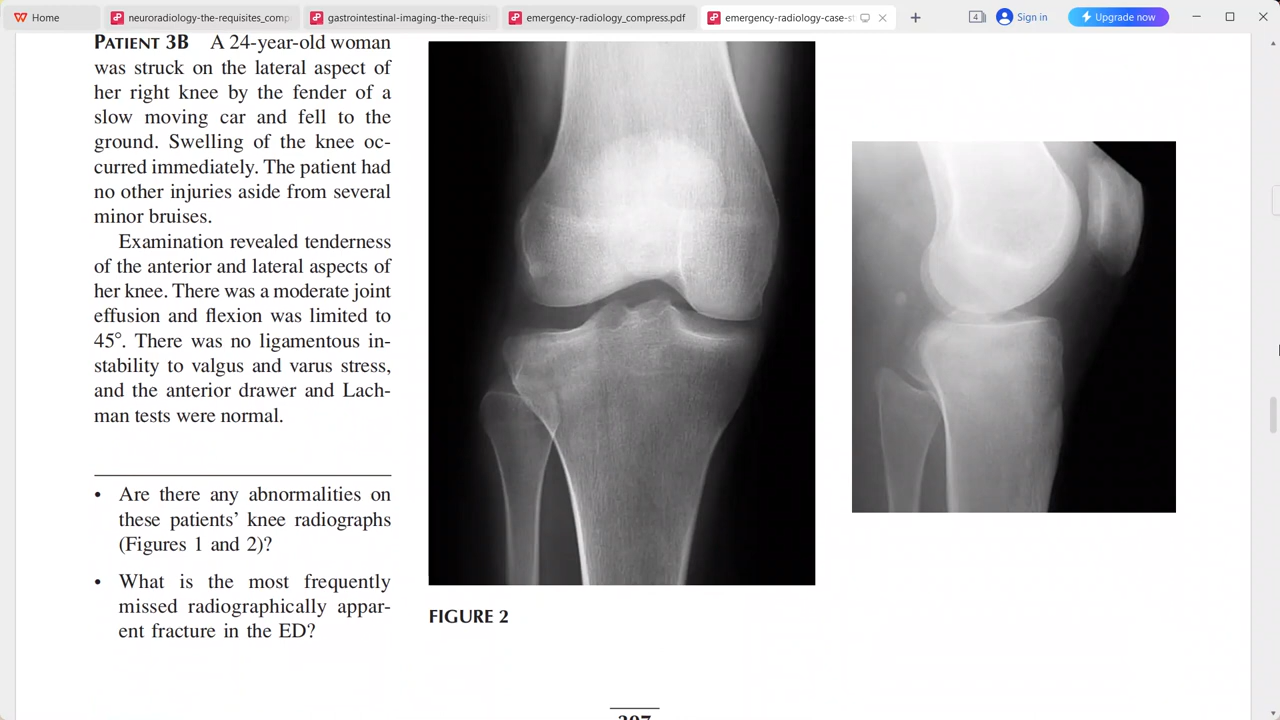 Home
neuroradiology-the-requisites_comp
gastrointestinal-imaging-the-requisit
emergency-radiology_compress.pdf
emergency-radiology-case-st
4
Sign in
Upgrade now
PATIENT 3B A 24-year-old woman
was struck on the lateral aspect of
her right knee by the fender of a
slow moving car and fell to the
ground. Swelling of the knee oc-
curred immediately. The patient had
no other injuries aside from several
minor bruises.
Examination revealed tenderness
of the anterior and lateral aspects of
her knee. There was a moderate joint
effusion and flexion was limited to
45°. There was no ligamentous in-
stability to valgus and varus stress,
and the anterior drawer and Lach-
man tests were normal.
• Are there any abnormalities on
these patients’ knee radiographs
(Figures 1 and 2)?
• What is the most frequently
missed radiographically appar-
ent fracture in the ED?
FIGURE 2